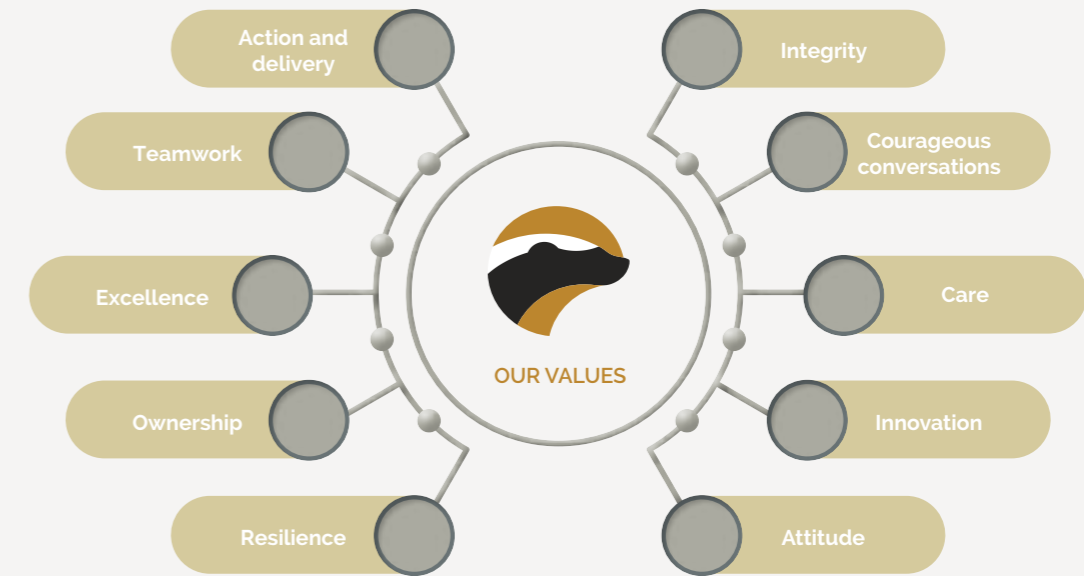 Action and
delivery
Integrity
Teamwork
Courageous
conversations
Excellence
Care
OUR VALUES
Ownership
Innovation
Resilience
Attitude